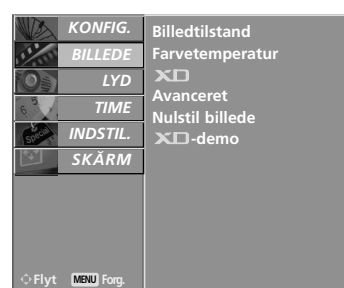 KONFIG.
BILLEDE
LYD
TIME
INDSTIL.
SKÄRM
Billedtilstand
Farvetemperatur
XD
Avanceret
Nulstil billede
XD-demo
Flyt MENU Forg.